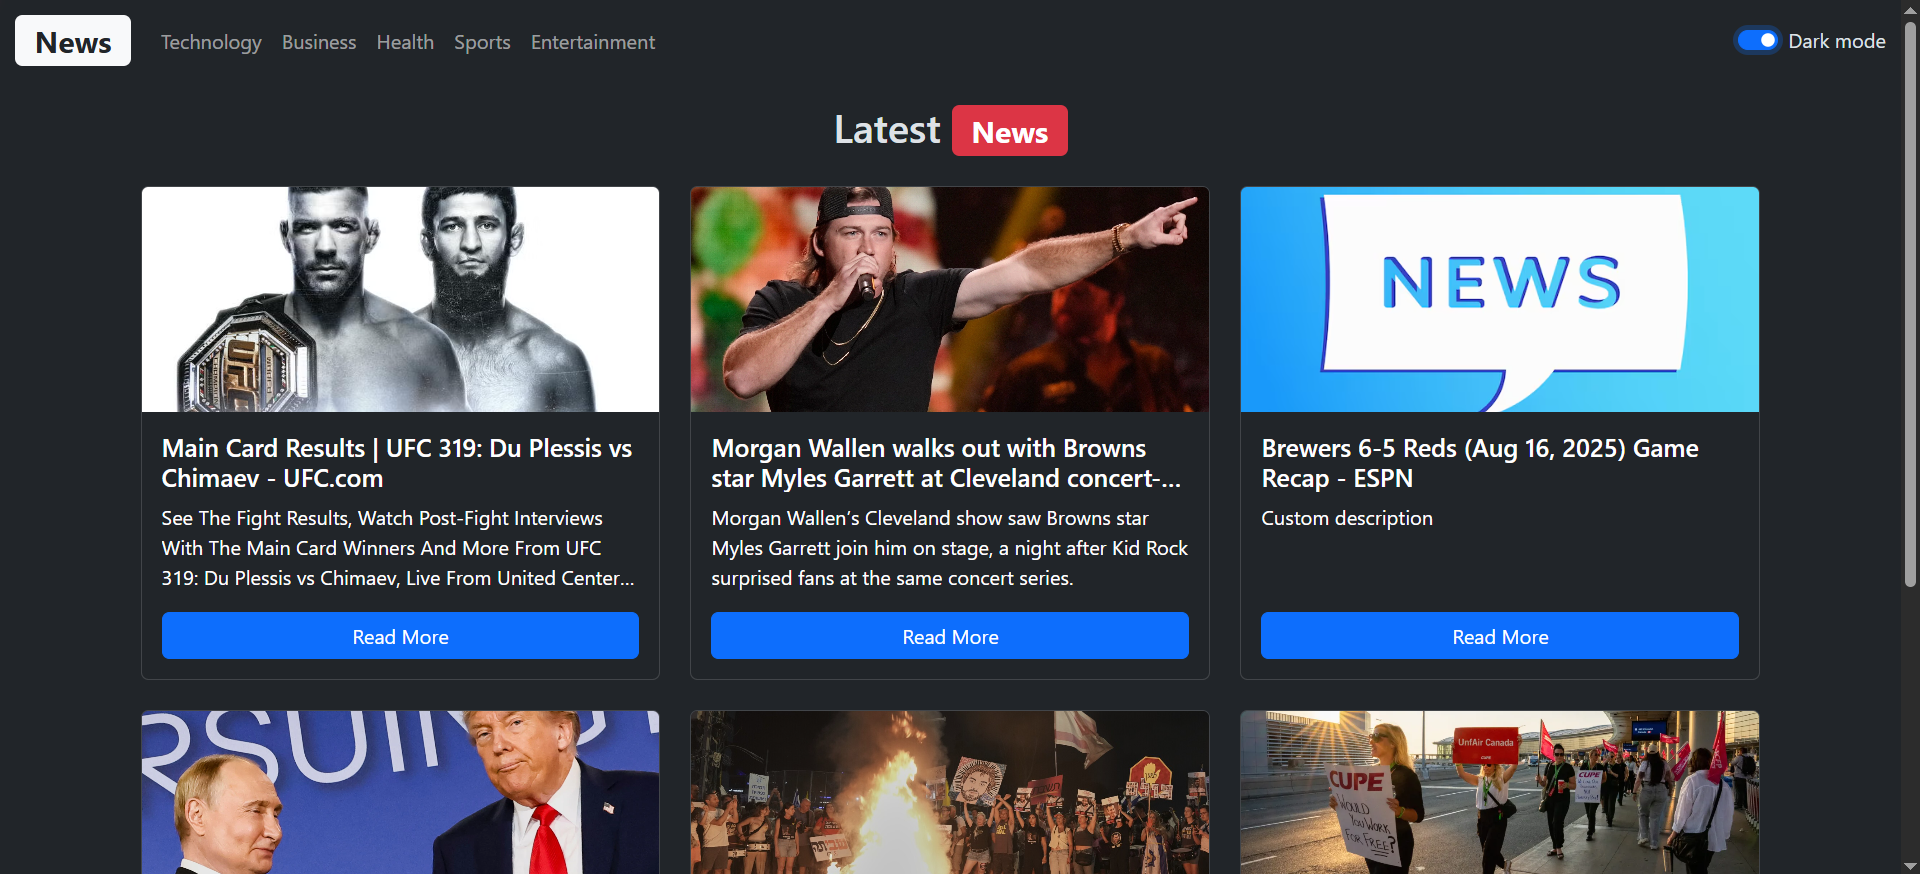 News
Technology Business Health Sports Entertainment
Dark mode
Latest News
NEWS
Main Card Results | UFC 319: Du Plessis vs
Chimaev - UFC.com
See The Fight Results, Watch Post-Fight Interviews
With The Main Card Winners And More From UFC
319: Du Plessis vs Chimaev, Live From United Center...
Read More
Morgan Wallen walks out with Browns
star Myles Garrett at Cleveland concert-...
Morgan Wallen’s Cleveland show saw Browns star
Myles Garrett join him on stage, a night after Kid Rock
surprised fans at the same concert series.
Read More
Brewers 6-5 Reds (Aug 16, 2025) Game
Recap - ESPN
Custom description
Read More
RSUING
UnFair Canada
CUPE
CUPE
WOULD
YOU WORK
FOR FREE?
CUPE